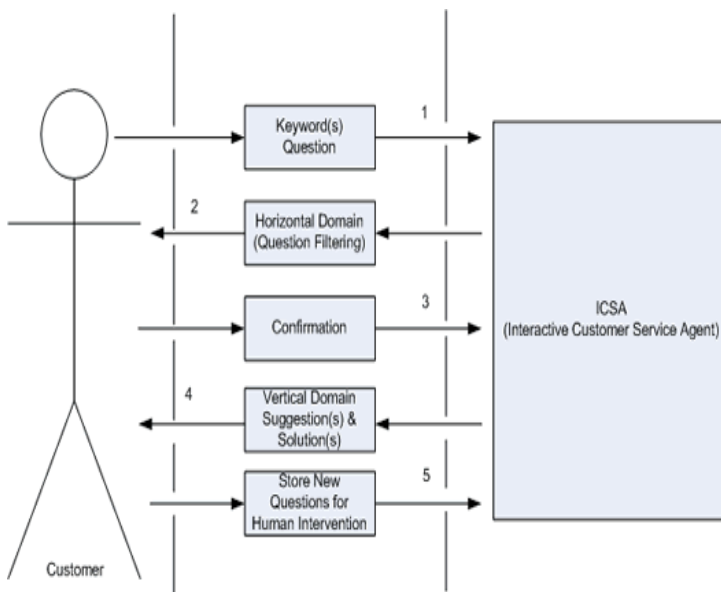 Keyword(s)
Question
1
2
Horizontal Domain
(Question Filtering)
Confirmation
3
4
Vertical Domain
Suggestion(s) &
Solution(s)
Store New
Questions for
Human Intervention
5
ICSA
(Interactive Customer Service Agent)
Customer